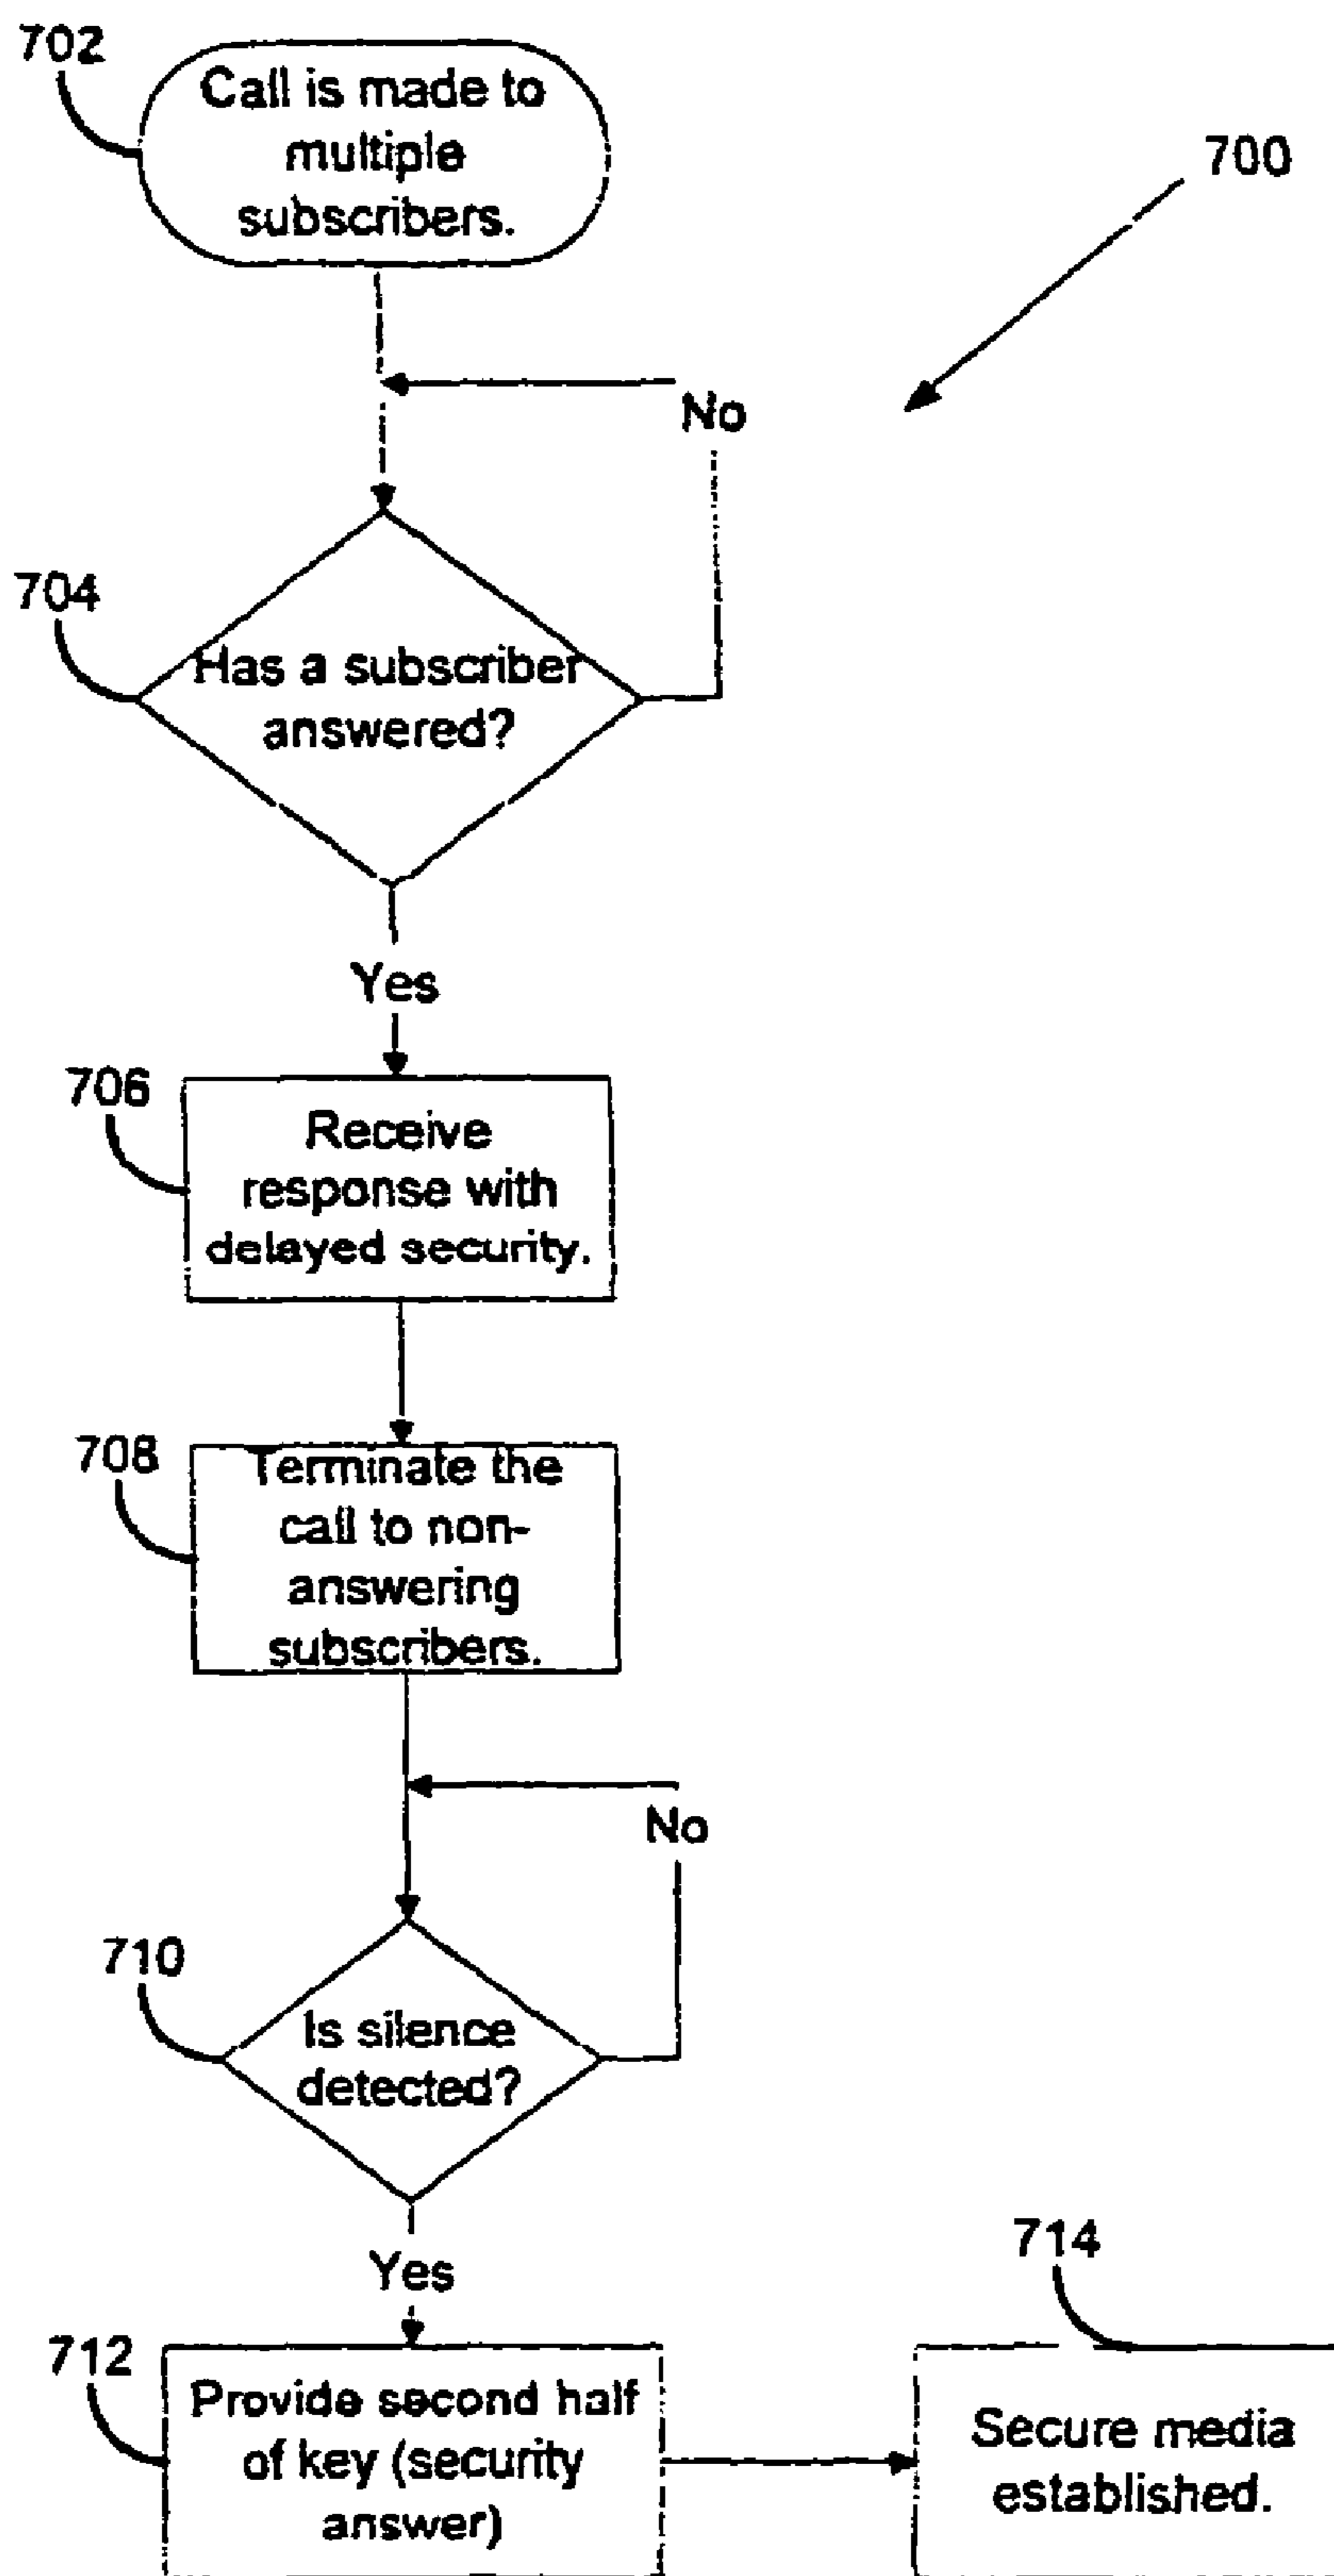 702
Call is made to
multiple
subscribers.
700
No
704
Has a subscriber
answered?
Yes
706
Receive
response with
delayed security.
708
Terminate the
call to non-
answering
subscribers.
No
710
Is silence
detected?
Yes
714
712
Provide second half
of key (security
answer)
Secure media
established.